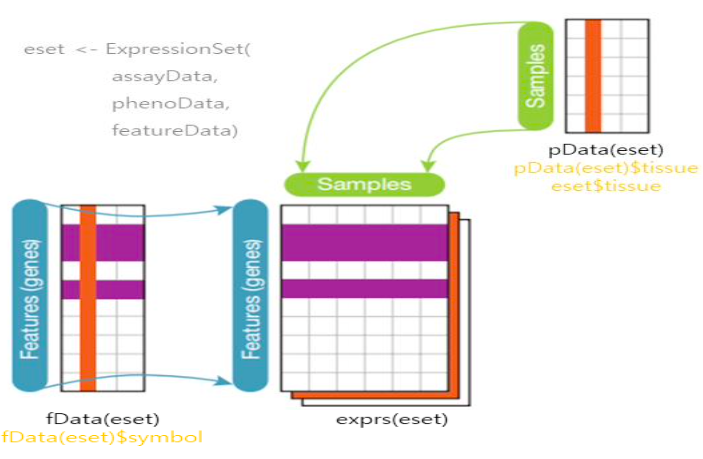 eset <- ExpressionSet(
assayData,
phenoData,
featureData)
Samples
pData(eset)
pData(eset)$tissue
eset$tissue
Samples
Features (genes)
Features (genes)
fData(eset)
fData(eset)$symbol
exprs(eset)